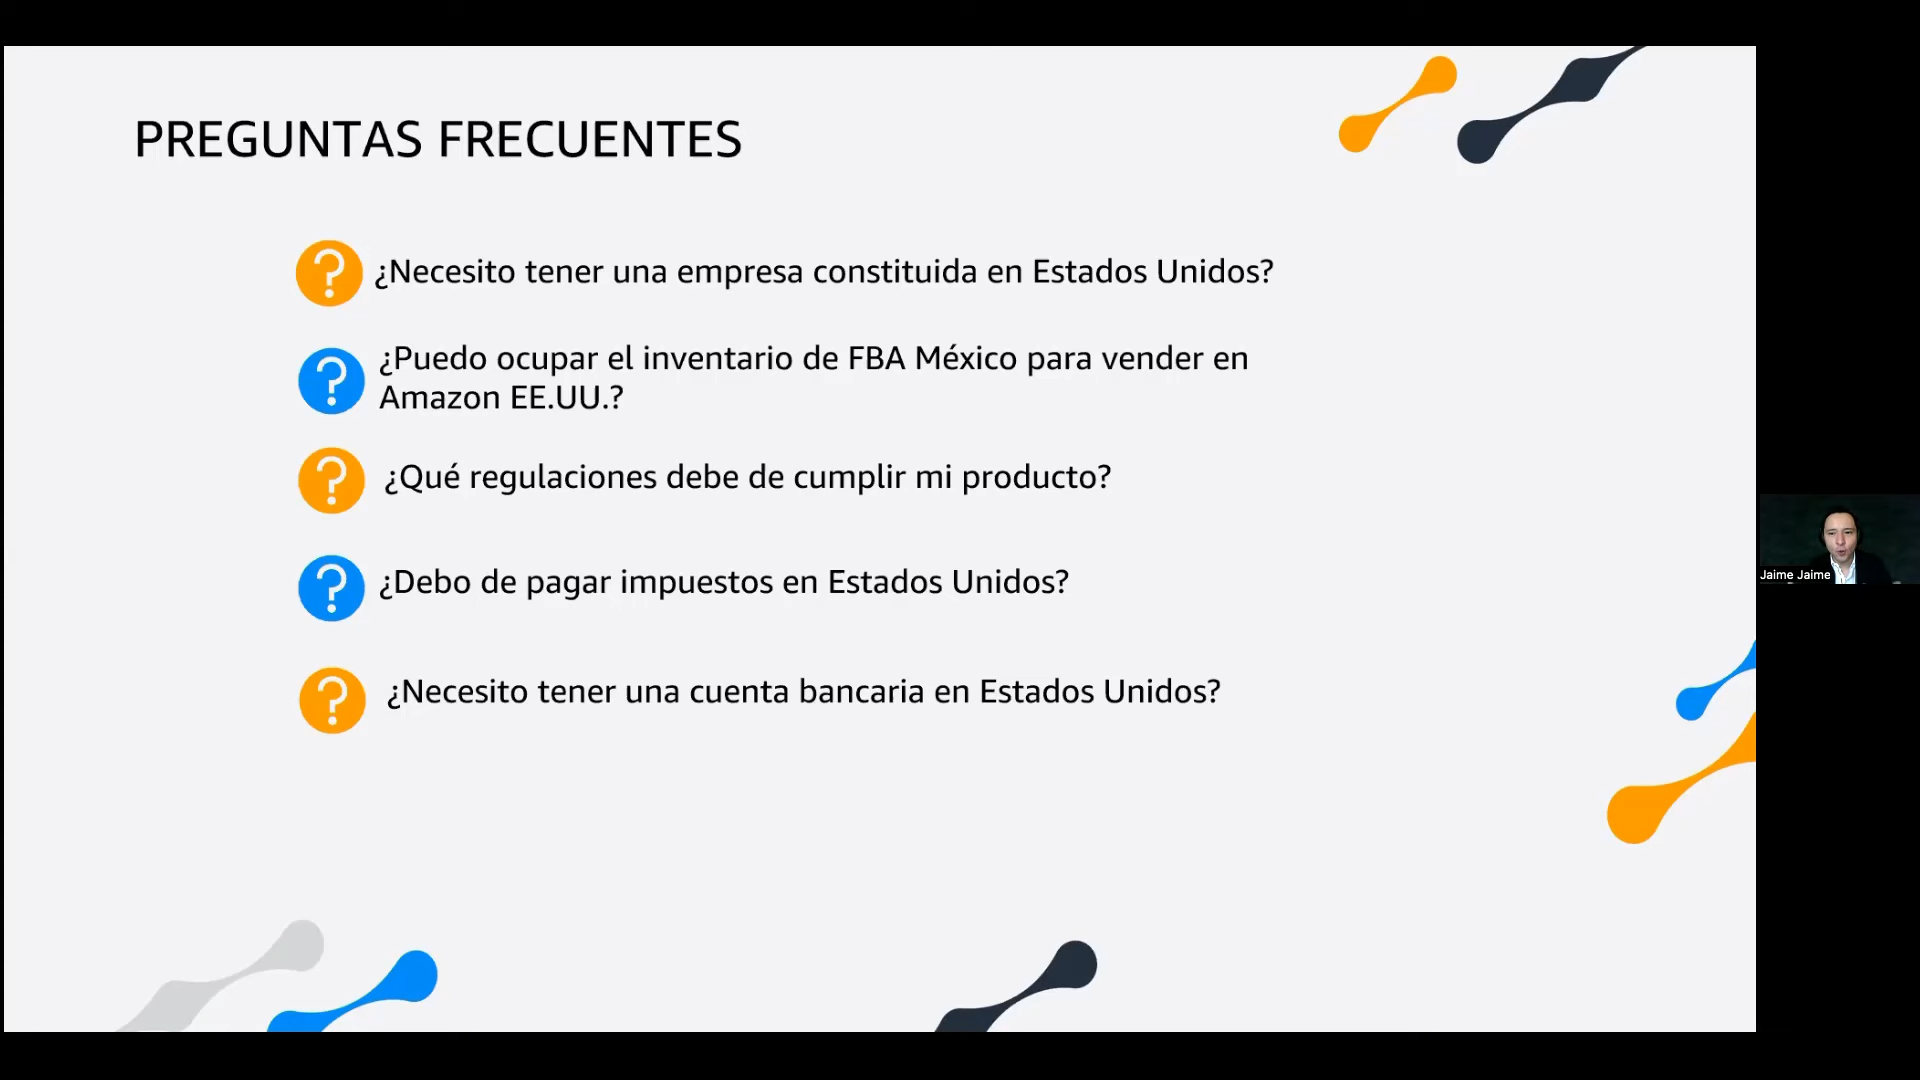 PREGUNTAS FRECUENTES
¿Necesito tener una empresa constituida en Estados Unidos?
¿Puedo ocupar el inventario de FBA México para vender en
Amazon EE.UU.?
¿Qué regulaciones debe de cumplir mi producto?
¿Debo de pagar impuestos en Estados Unidos?
¿Necesito tener una cuenta bancaria en Estados Unidos?
Jaime Jaime